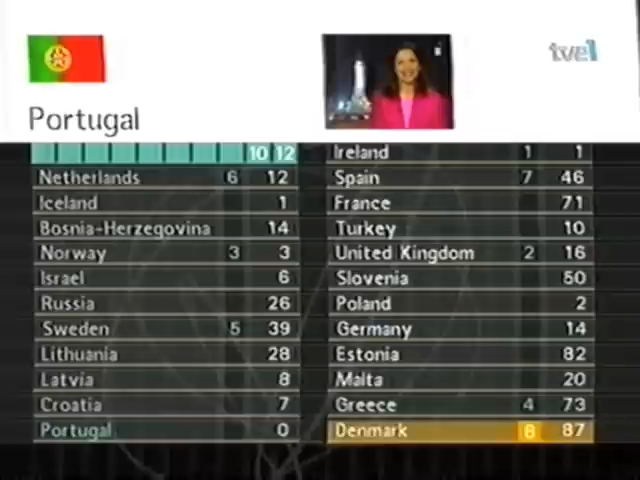 tve1
Portugal
10 12
Netherlands 6 12
Iceland 1
Bosnia-Herzegovina 14
Norway 3 3
Israel 6
Russia 26
Sweden 5 39
Lithuania 28
Latvia 8
Croatia 7
Portugal 0
Ireland 1 1
Spain 7 46
France 71
Turkey 10
United Kingdom 2 16
Slovenia 50
Poland 2
Germany 14
Estonia 82
Malta 20
Greece 4 73
Denmark 8 87